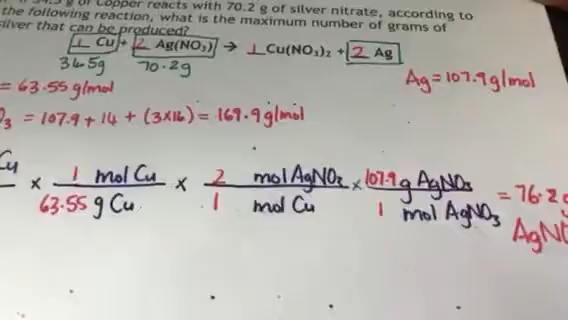 of Copper reacts with 70.2 g of silver nitrate, according to
the following reaction, what is the maximum number of grams of
silver that can be produced?
1 Cu + 2 Ag(NO3) → 1 Cu(NO3)2 + 2 Ag
34.5g 70.2g
Ag = 107.9 g/mol
= 63.55 g/mol
O3 = 107.9 + 14 + (3×16) = 169.9 g/mol
Cu × 1 mol Cu × 2 mol AgNO3 × 107.9 g AgNO3 = 76.2
63.55 g Cu 1 mol Cu 1 mol AgNO3 AgNO